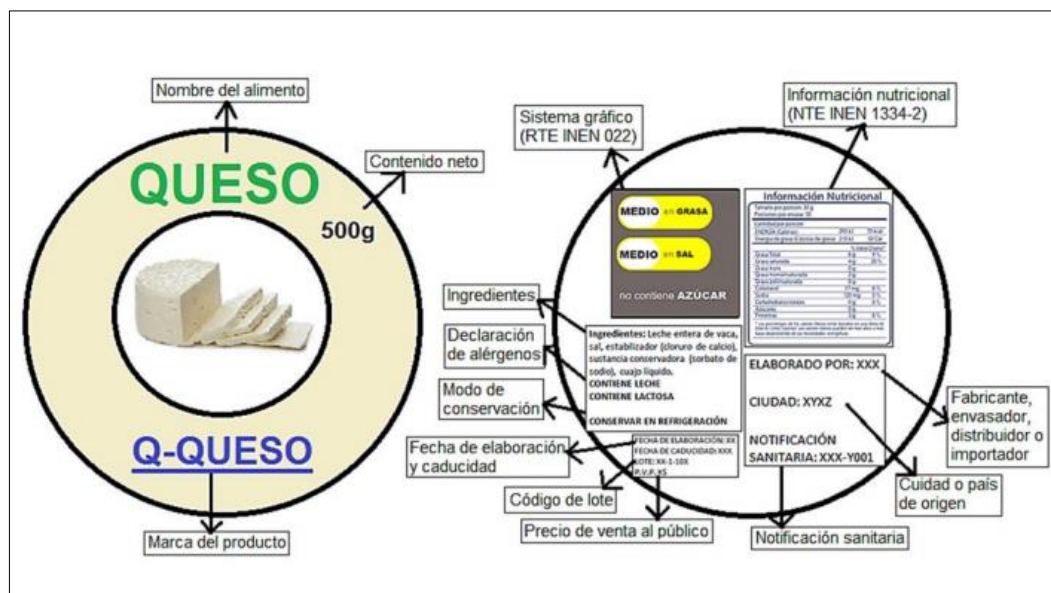 Nombre del alimento
Contenido neto
QUESO
500g
Q-QUESO
Marca del producto
Sistema gráfico
(RTE INEN 022)
Información nutricional
(NTE INEN 1334-2)
MEDIO en GRASA
MEDIO en SAL
no contiene AZÚCAR
Información Nutricional
Ingredientes
Declaración
de alérgenos
Modo de
conservación
Fecha de elaboración
y caducidad
Código de lote
Precio de venta al público
Ingredientes: Leche entera de vaca,
sal, establizador (cloruro de calcio),
sustancia conservadora (sorbato de
sodio), cuajo líquido.
CONTIENE LECHE
CONTIENE LACTOSA
CONSERVAR EN REFRIGERACIÓN
FECHA DE ELABORACIÓN: XX
FECHA DE CADUCIDAD: XXX
LOTE: XX-1-10X
P.V.P. X$
ELABORADO POR: XXX
CIUDAD: XYXZ
NOTIFICACIÓN
SANITARIA: XXX-Y001
Fabricante,
envasador,
distribuidor o
importador
Cuidad o país
de origen
Notificación sanitaria